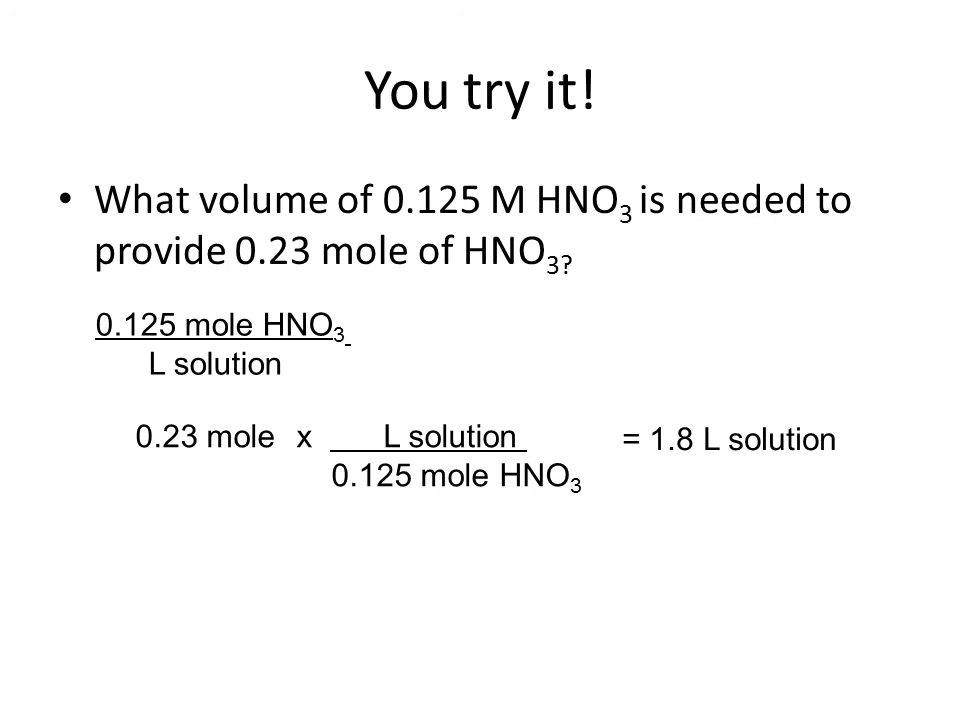 You try it!
• What volume of 0.125 M HNO₃ is needed to
provide 0.23 mole of HNO₃?
0.125 mole HNO₃
L solution
0.23 mole x L solution = 1.8 L solution
0.125 mole HNO₃